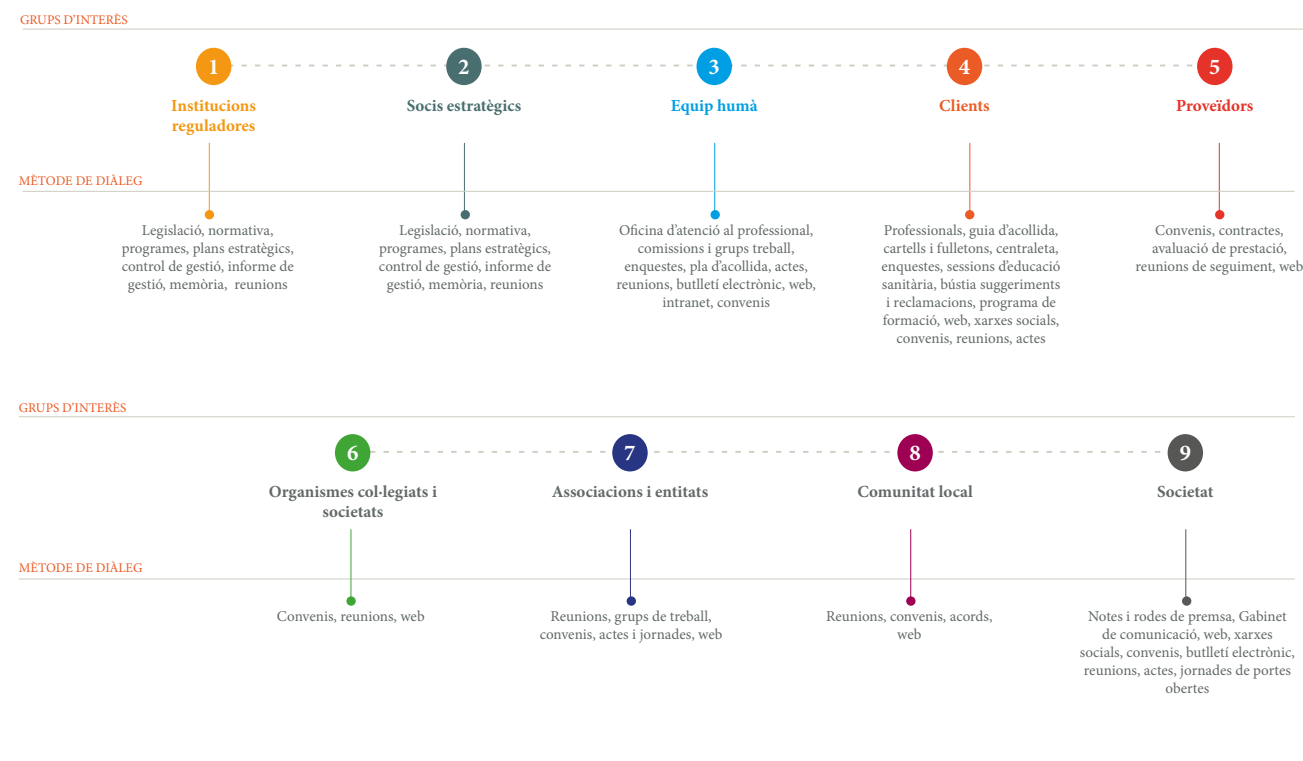 GRUPS D'INTERÈS
1
2
3
4
5
Institucions
reguladores
Socis estratègics
Equip humà
Clients
Proveïdors
MÈTODE DE DIÀLEG
Legislació, normativa,
programes, plans estratègics,
control de gestió, informe de
gestió, memòria, reunions
Legislació, normativa,
programes, plans estratègics,
control de gestió, informe de
gestió, memòria, reunions
Oficina d'atenció al professional,
comissions i grups treball,
enquestes, pla d'acollida, actes,
reunions, butlletí electrònic, web,
intranet, convenis
Professionals, guia d'acollida,
cartells i fulletons, centraleta,
enquestes, sessions d'educació
sanitària, bústia suggeriments
i reclamacions, programa de
formació, web, xarxes socials,
convenis, reunions, actes
Convenis, contractes,
avaluació de prestació,
reunions de seguiment, web
GRUPS D'INTERÈS
6
7
8
9
Organismes col·legiats i
societats
Associacions i entitats
Comunitat local
Societat
MÈTODE DE DIÀLEG
Convenis, reunions, web
Reunions, grups de treball,
convenis, actes i jornades, web
Reunions, convenis, acords,
web
Notes i rodes de premsa, Gabinet
de comunicació, web, xarxes
socials, convenis, butlletí electrònic,
reunions, actes, jornades de portes
obertes